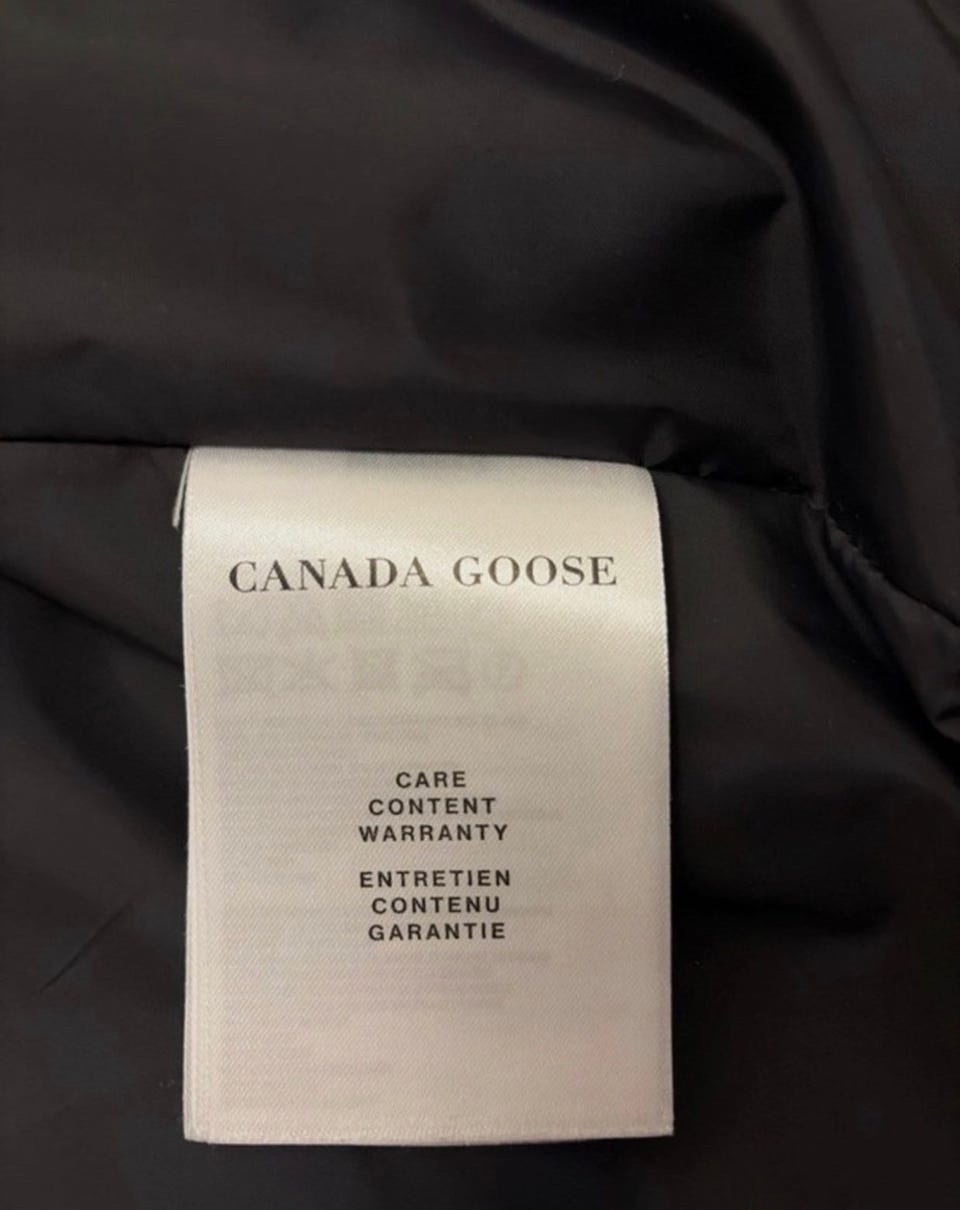 CANADA GOOSE
CARE
CONTENT
WARRANTY
ENTRETIEN
CONTENU
GARANTIE